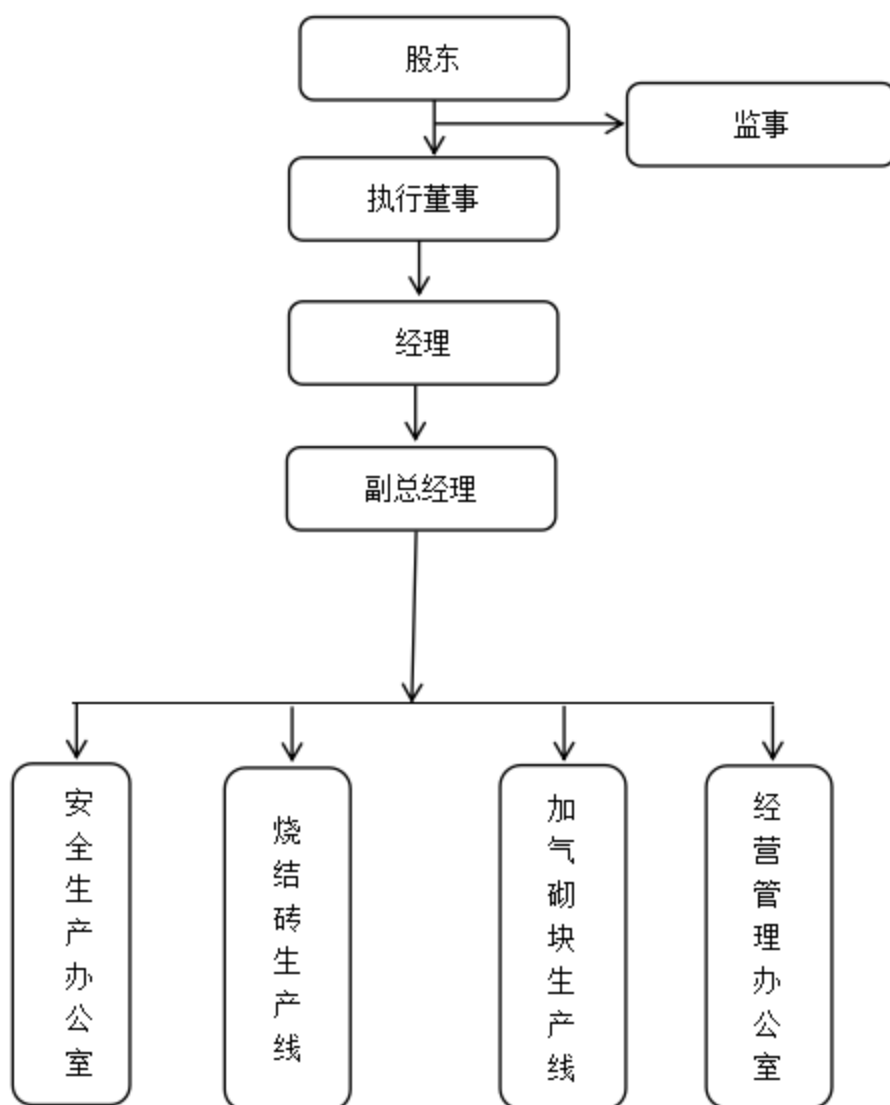 股东
监事
执行董事
经理
副总经理
安全生产办公室
烧结砖生产线
加气砌块生产线
经营管理办公室